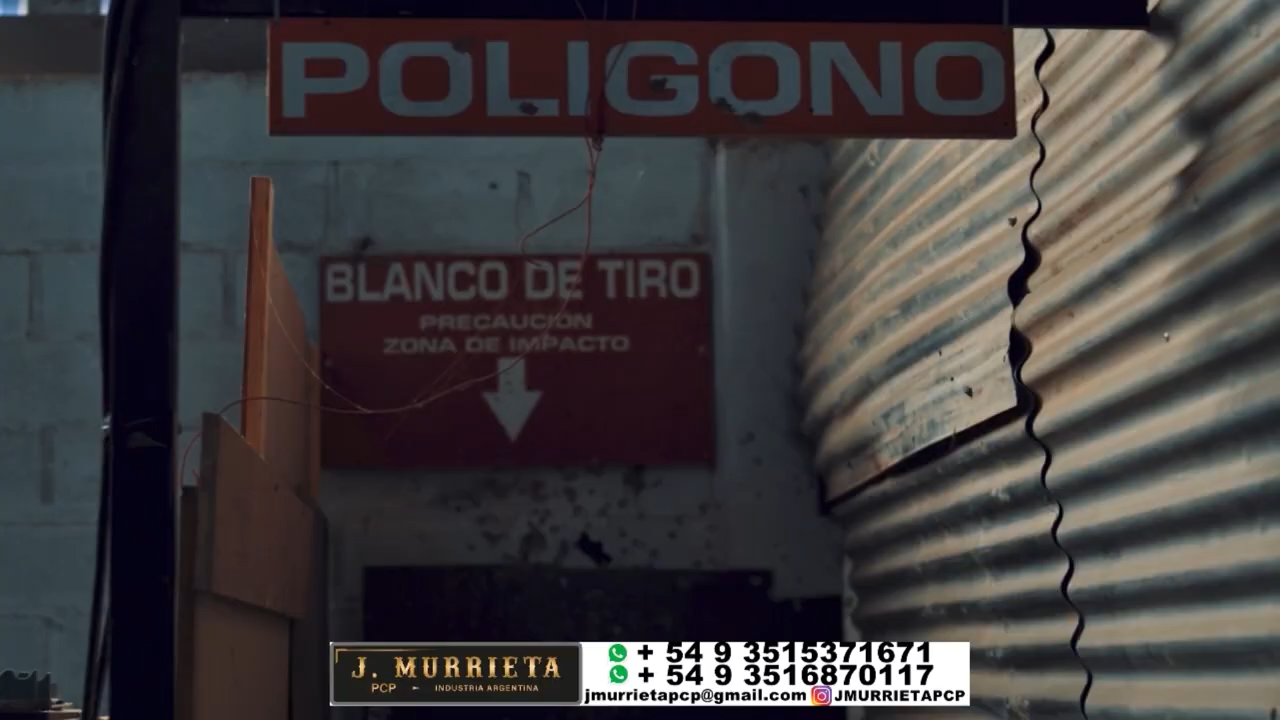 POLIGONO
BLANCO DE TIRO
PRECAUCIÓN
ZONA DE IMPACTO
J. MURRIETA
PCP - INDUSTRIA ARGENTINA
+ 54 9 3515371671
+ 54 9 3516870117
jmurrietapcp@gmail.com JMURRIETAPCP